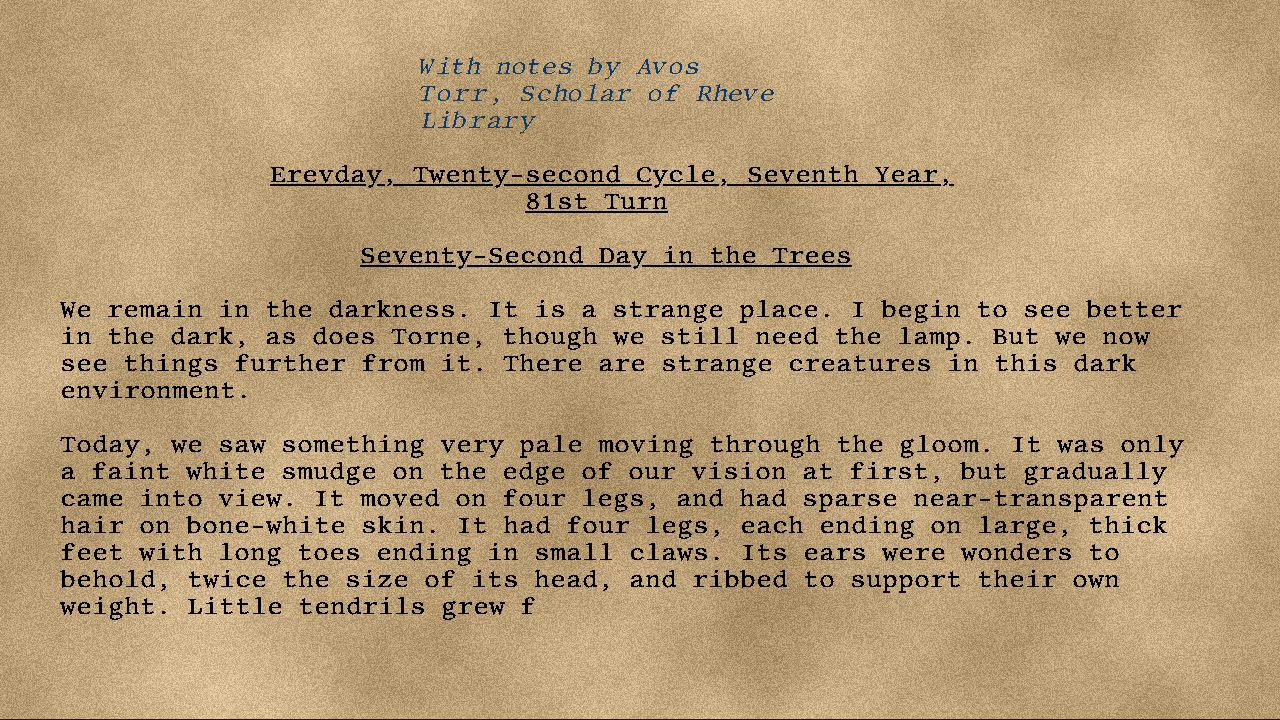 With notes by Avos
Torr, Scholar of Rheve
Library
Erevday, Twenty-second Cycle, Seventh Year,
81st Turn
Seventy-Second Day in the Trees
We remain in the darkness. It is a strange place. I begin to see better
in the dark, as does Torne, though we still need the lamp. But we now
see things further from it. There are strange creatures in this dark
environment.
Today, we saw something very pale moving through the gloom. It was only
a faint white smudge on the edge of our vision at first, but gradually
came into view. It moved on four legs, and had sparse near-transparent
hair on bone-white skin. It had four legs, each ending on large, thick
feet with long toes ending in small claws. Its ears were wonders to
behold, twice the size of its head, and ribbed to support their own
weight. Little tendrils grew f